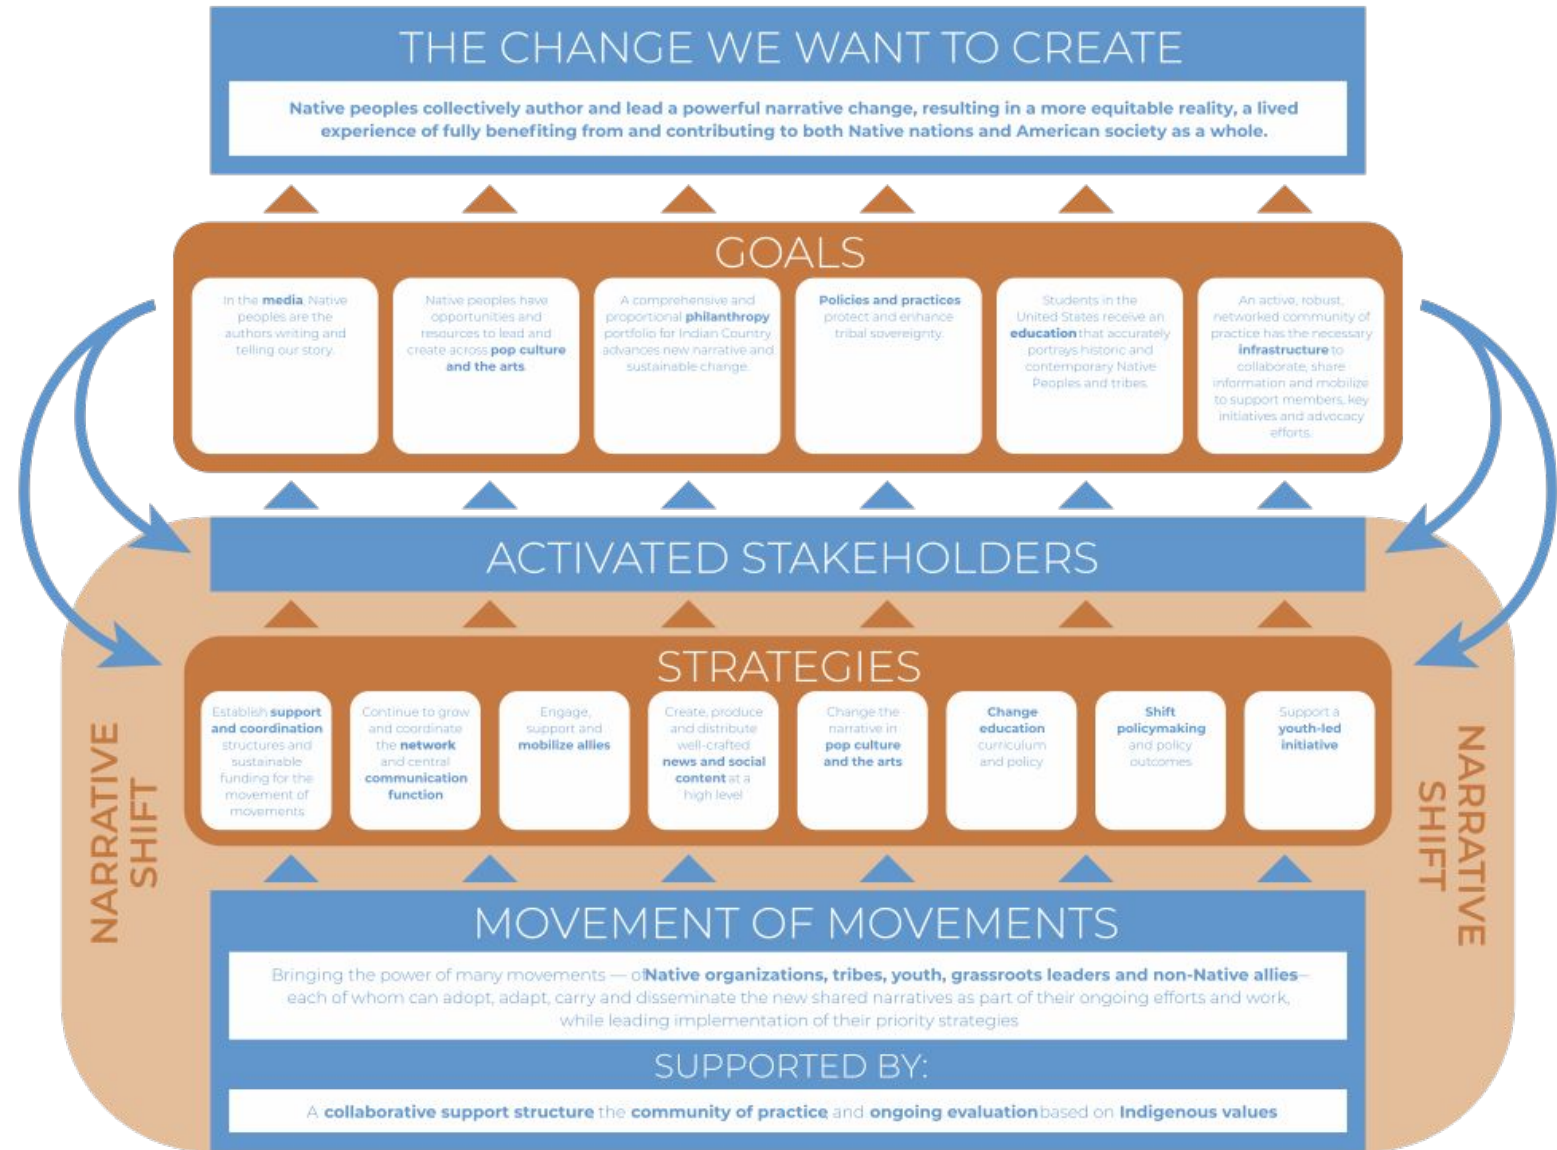 THE CHANGE WE WANT TO CREATE
Native peoples collectively author and lead a powerful narrative change, resulting in a more equitable reality, a lived
experience of fully benefiting from and contributing to both Native nations and American society as a whole.
GOALS
In the media, Native
peoples are the
authors writing and
telling our story.
Native peoples have
opportunities and
resources to lead and
create across pop culture
and the arts.
A comprehensive and
proportional philanthropy
portfolio for Indian Country
advances new narrative and
sustainable change.
Policies and practices
protect and enhance
tribal sovereignty.
Students in the
United States receive an
education that accurately
portrays historic and
contemporary Native
Peoples and tribes.
An active, robust,
networked community of
practice has the necessary
infrastructure to
collaborate, share
information and mobilize
to support members, key
initiatives and advocacy
efforts.
ACTIVATED STAKEHOLDERS
STRATEGIES
Establish support
and coordination
structures and
sustainable
funding for the
movement of
movements
Continue to grow
and coordinate
the network
and central
communication
function
Engage,
support and
mobilize allies
Create, produce
and distribute
well-crafted
news and social
content at a
high level
Change the
narrative in
pop culture
and the arts
Change
education
curriculum
and policy
Shift
policymaking
and policy
outcomes
Support a
youth-led
initiative
NARRATIVE
SHIFT
NARRATIVE
SHIFT
MOVEMENT OF MOVEMENTS
Bringing the power of many movements — of Native organizations, tribes, youth, grassroots leaders and non-Native allies—
each of whom can adopt, adapt, carry and disseminate the new shared narratives as part of their ongoing efforts and work,
while leading implementation of their priority strategies
SUPPORTED BY:
A collaborative support structure, the community of practice, and ongoing evaluation based on Indigenous values